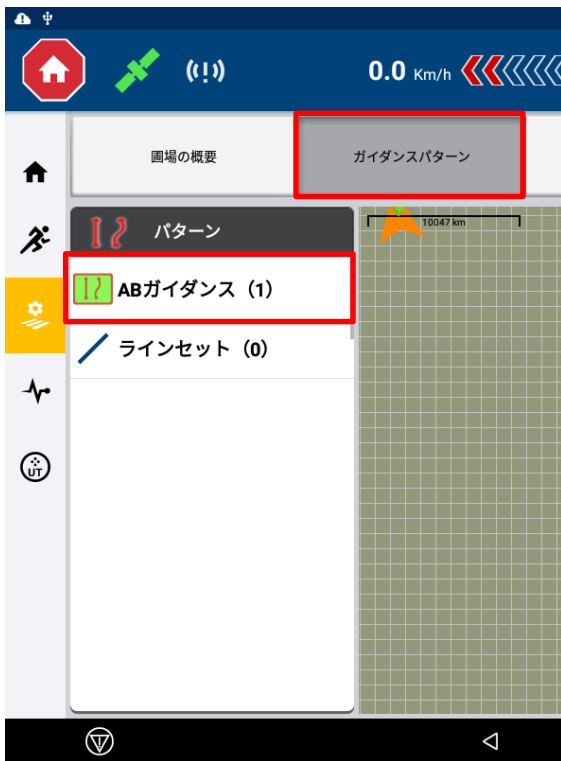 0.0 Km/h
圃場の概要
ガイダンスパターン
パターン
10047 km
ABガイダンス（1）
ラインセット（0）
UT